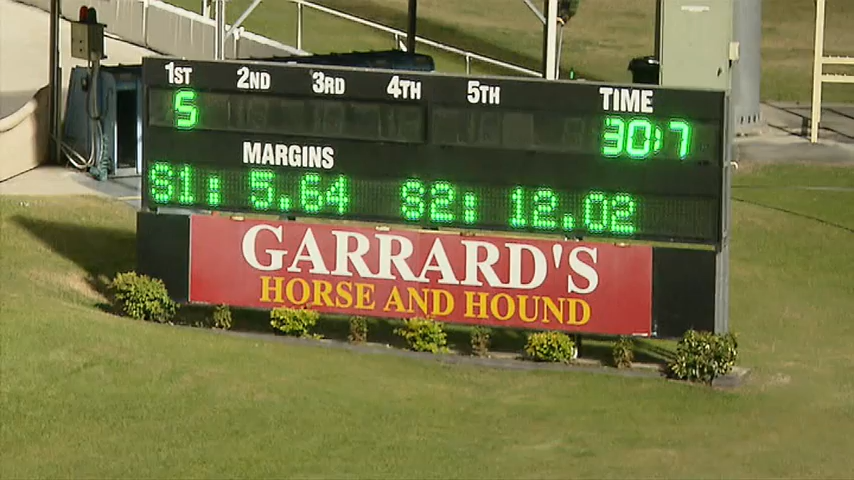 1ST 2ND 3RD 4TH 5TH TIME
5 30:7
MARGINS
S1: 5.64 S2: 12.02
GARRARD'S
HORSE AND HOUND